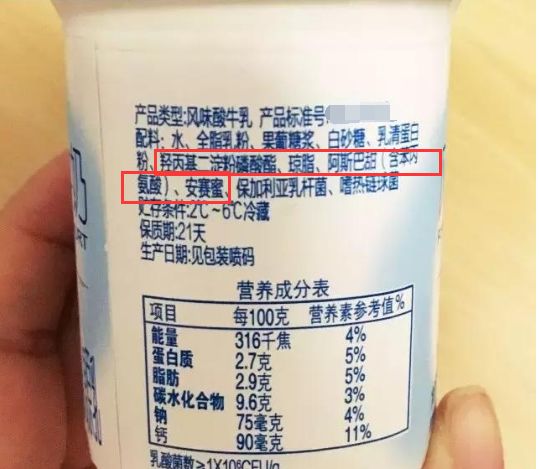 产品类型:风味酸牛乳 产品标准号
配料: 水、全脂乳粉、果葡糖浆、白砂糖、乳清蛋白
粉、羟丙基二淀粉磷酸酯、琼脂、阿斯巴甜（含苯丙
氨酸）、安赛蜜、保加利亚乳杆菌、嗜热链球菌
贮存条件:2℃~6℃冷藏
保质期:21天
生产日期:见包装喷码
营养成分表
项目 每100克 营养素参考值%
能量 316千焦 4%
蛋白质 2.7克 5%
脂肪 2.9克 5%
碳水化合物 9.6克 3%
钠 75毫克 4%
钙 90毫克 11%
乳酸菌数≥1X10⁶CFU/g